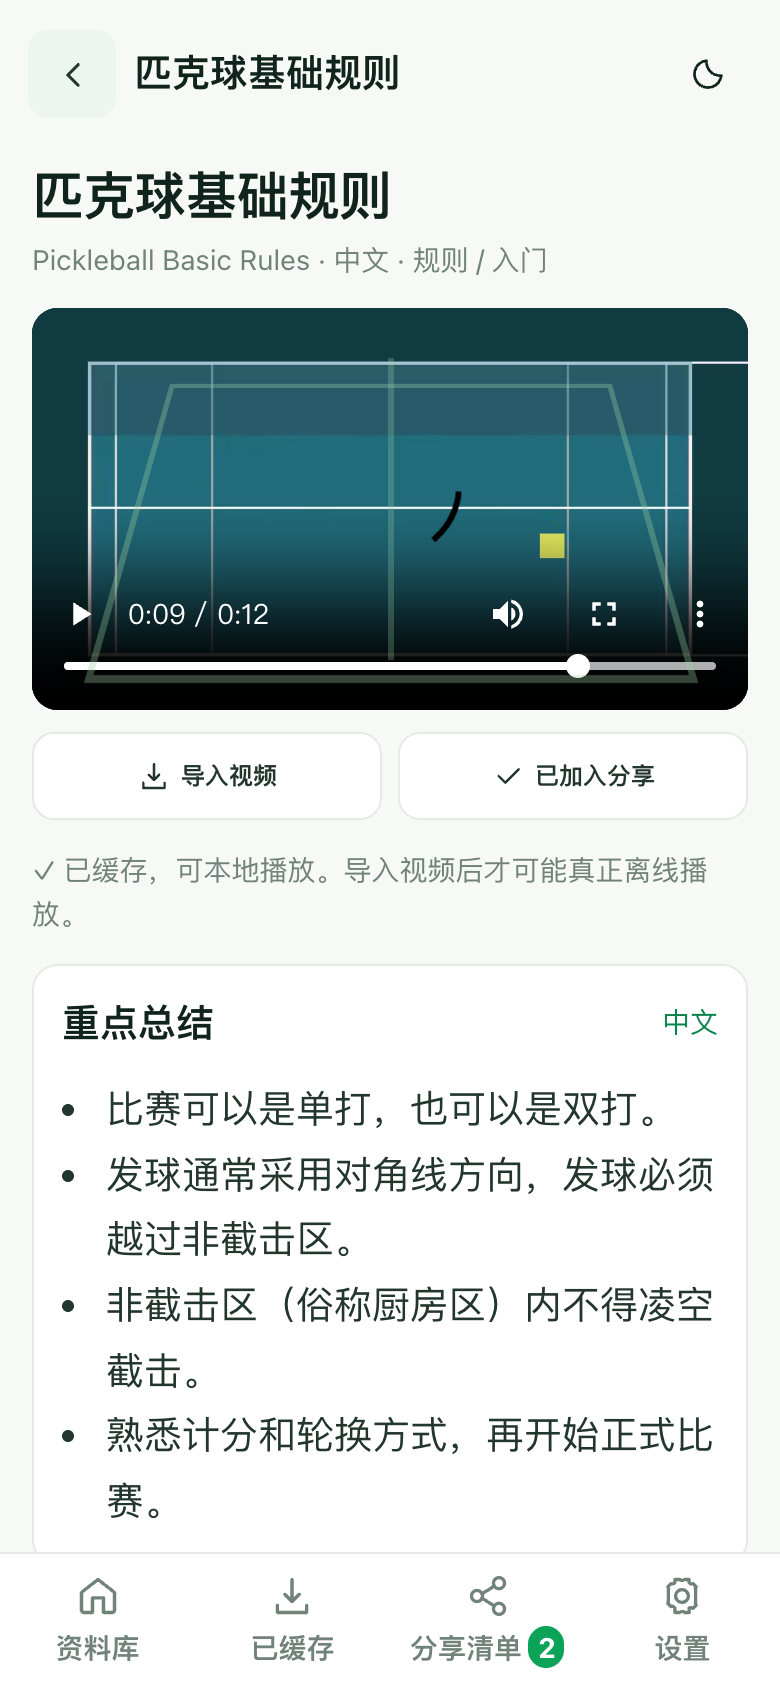 匹克球基础规则
匹克球基础规则
Pickleball Basic Rules · 中文 · 规则 / 入门
0:09 / 0:12
导入视频
已加入分享
✓ 已缓存，可本地播放。导入视频后才可能真正离线播
放。
重点总结
中文
• 比赛可以是单打，也可以是双打。
• 发球通常采用对角线方向，发球必须
越过非截击区。
• 非截击区（俗称厨房区）内不得凌空
截击。
• 熟悉计分和轮换方式，再开始正式比
赛。
资料库
已缓存
分享清单 2
设置